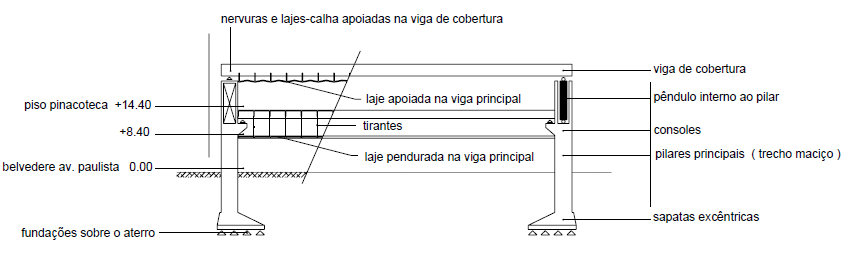 nervuras e lajes-calha apoiadas na viga de cobertura
viga de cobertura
laje apoiada na viga principal
pêndulo interno ao pilar
piso pinacoteca +14.40
tirantes
+8.40
consoles
laje pendurada na viga principal
pilares principais ( trecho maciço )
belvedere av. paulista 0.00
sapatas excêntricas
fundações sobre o aterro